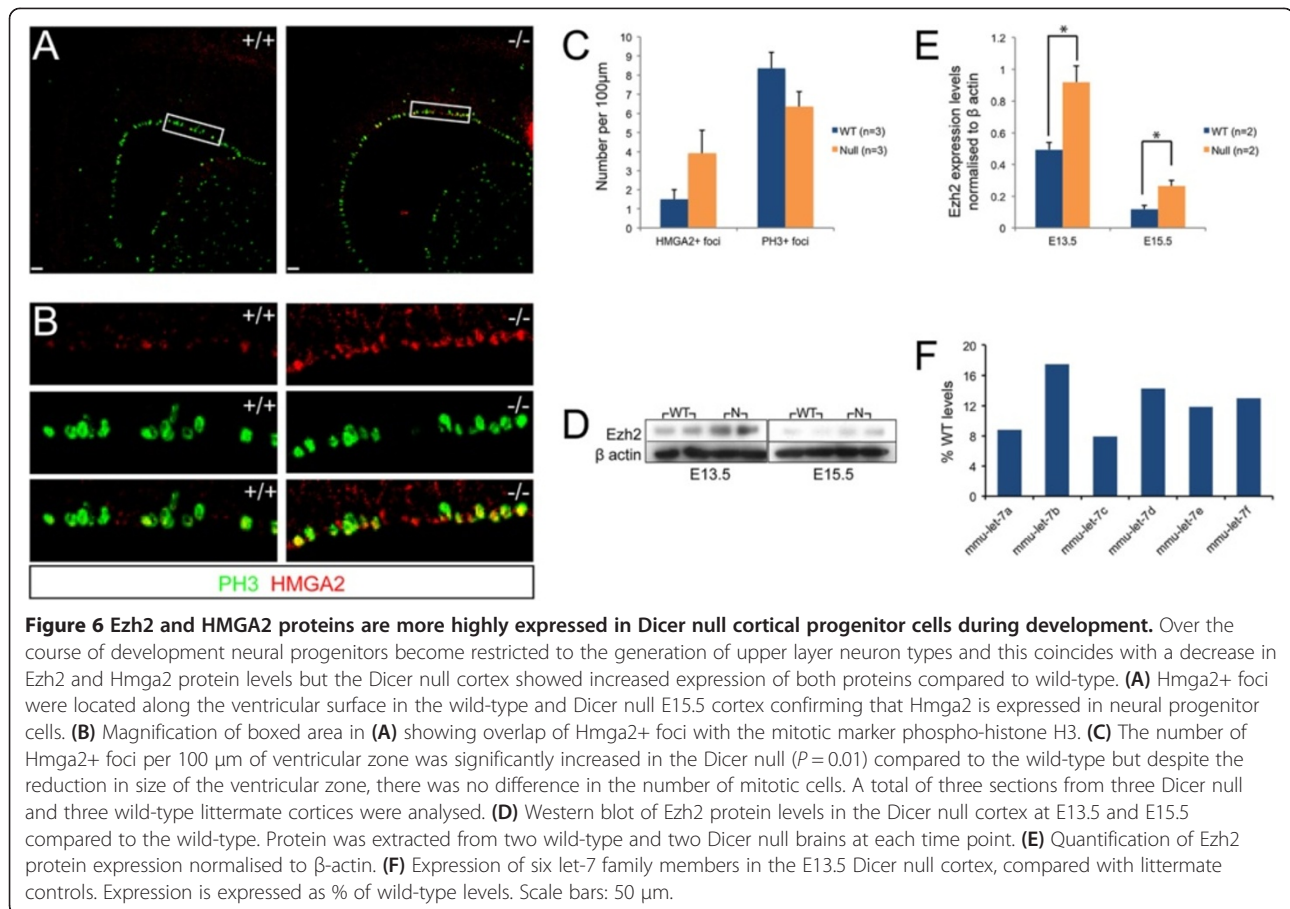 A
+/+
-/-
B
+/+
-/-
+/+
-/-
+/+
-/-
PH3 HMGA2
C
Number per 100μm
10
9
8
7
6
5
4
3
2
1
0
HMGA2+ foci
PH3+ foci
WT (n=3)
Null (n=3)
D
WT
N
WT
N
Ezh2
β actin
E13.5
E15.5
E
Ezh2 expression levels
normalised to β actin
1.2
1
0.8
0.6
0.4
0.2
0
*
*
E13.5
E15.5
WT (n=2)
Null (n=2)
F
% WT levels
20
16
12
8
4
0
mmu-let-7a
mmu-let-7b
mmu-let-7c
mmu-let-7d
mmu-let-7e
mmu-let-7f
Figure 6 Ezh2 and HMGA2 proteins are more highly expressed in Dicer null cortical progenitor cells during development. Over the
course of development neural progenitors become restricted to the generation of upper layer neuron types and this coincides with a decrease in
Ezh2 and Hmga2 protein levels but the Dicer null cortex showed increased expression of both proteins compared to wild-type. (A) Hmga2+ foci
were located along the ventricular surface in the wild-type and Dicer null E15.5 cortex confirming that Hmga2 is expressed in neural progenitor
cells. (B) Magnification of boxed area in (A) showing overlap of Hmga2+ foci with the mitotic marker phospho-histone H3. (C) The number of
Hmga2+ foci per 100 μm of ventricular zone was significantly increased in the Dicer null (P = 0.01) compared to the wild-type but despite the
reduction in size of the ventricular zone, there was no difference in the number of mitotic cells. A total of three sections from three Dicer null
and three wild-type littermate cortices were analysed. (D) Western blot of Ezh2 protein levels in the Dicer null cortex at E13.5 and E15.5
compared to the wild-type. Protein was extracted from two wild-type and two Dicer null brains at each time point. (E) Quantification of Ezh2
protein expression normalised to β-actin. (F) Expression of six let-7 family members in the E13.5 Dicer null cortex, compared with littermate
controls. Expression is expressed as % of wild-type levels. Scale bars: 50 μm.